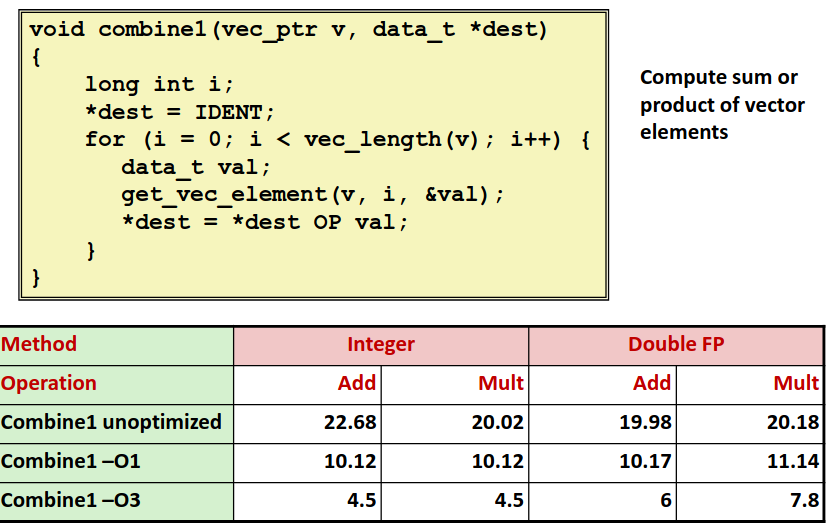 void combine1(vec_ptr v, data_t *dest)
{
    long int i;
    *dest = IDENT;
    for (i = 0; i < vec_length(v); i++) {
       data_t val;
       get_vec_element(v, i, &val);
       *dest = *dest OP val;
    }
}
Compute sum or
product of vector
elements
Method Integer Double FP
Operation Add Mult Add Mult
Combine1 unoptimized 22.68 20.02 19.98 20.18
Combine1 –O1 10.12 10.12 10.17 11.14
Combine1 –O3 4.5 4.5 6 7.8